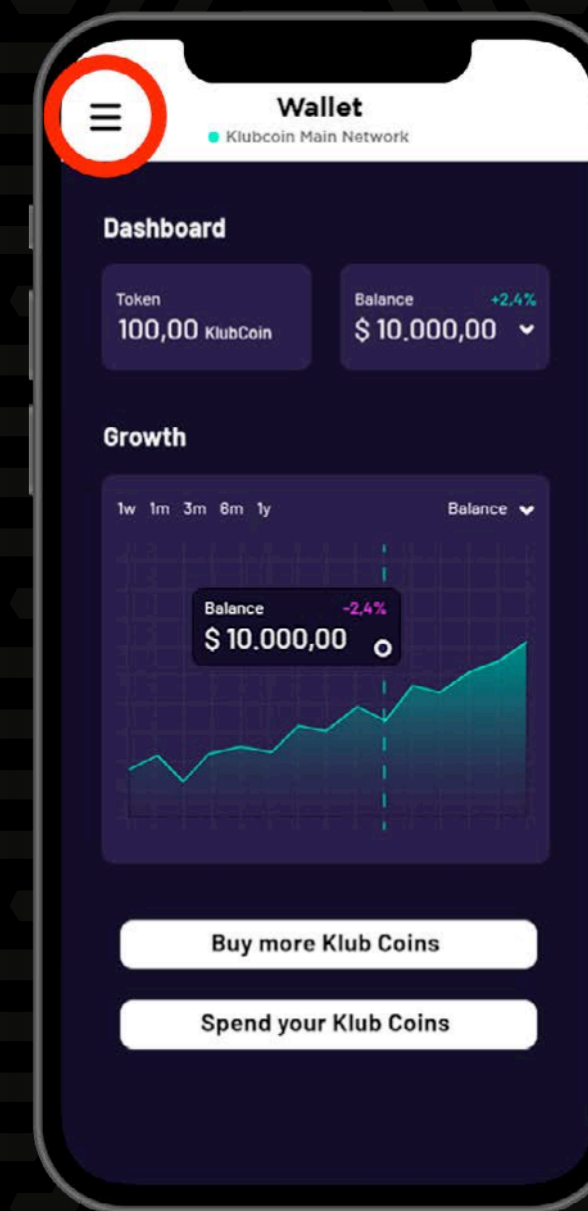 Wallet
Klubcoin Main Network
Dashboard
Token
100,00 KlubCoin
Balance +2,4%
$ 10.000,00
Growth
1w 1m 3m 6m 1y Balance
Balance -2,4%
$ 10.000,00
Buy more Klub Coins
Spend your Klub Coins